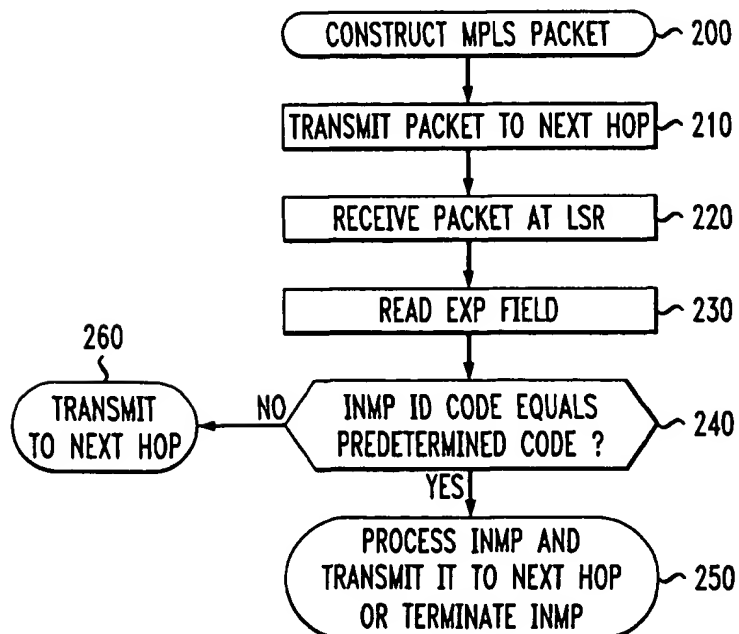 CONSTRUCT MPLS PACKET 200
TRANSMIT PACKET TO NEXT HOP 210
RECEIVE PACKET AT LSR 220
READ EXP FIELD 230
260
TRANSMIT
TO NEXT HOP
NO
INMP ID CODE EQUALS
PREDETERMINED CODE ?
240
YES
PROCESS INMP AND
TRANSMIT IT TO NEXT HOP
OR TERMINATE INMP
250